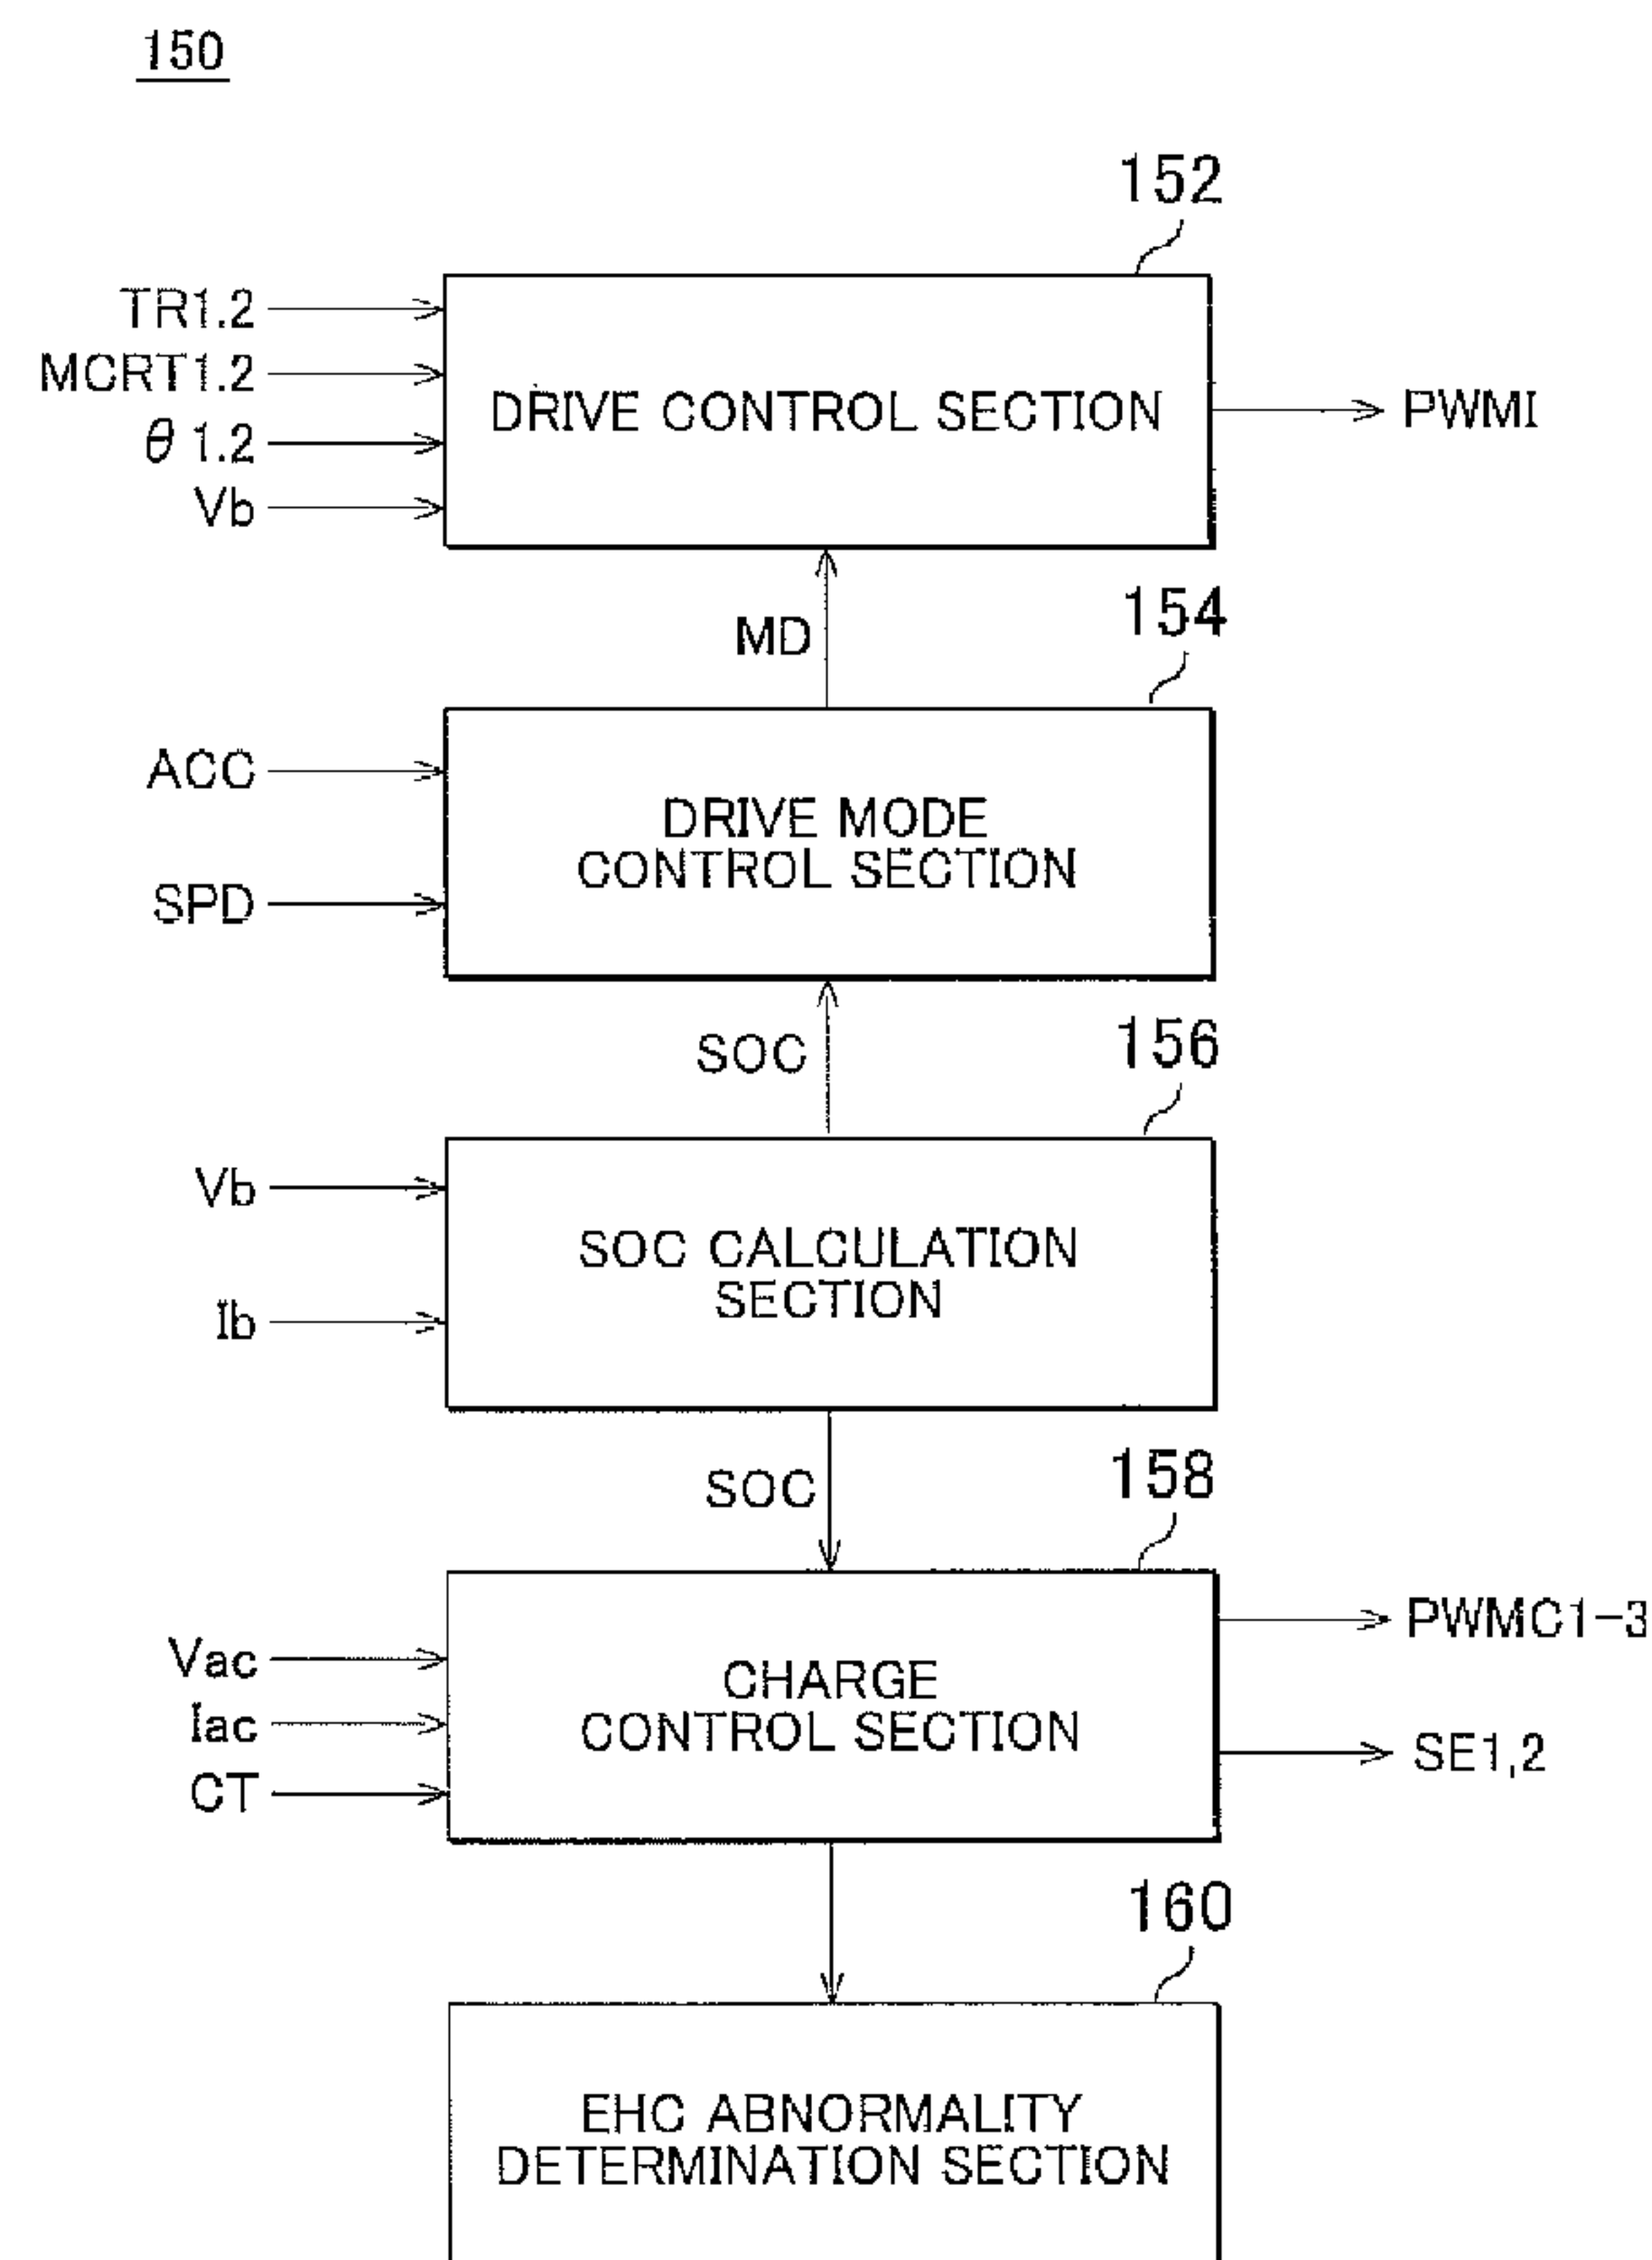 150
152
TR1.2
MCRT1.2
θ1.2
Vb
DRIVE CONTROL SECTION
PWMI
MD
154
ACC
SPD
DRIVE MODE
CONTROL SECTION
SOC
156
Vb
Ib
SOC CALCULATION
SECTION
SOC
158
Vac
Iac
CT
CHARGE
CONTROL SECTION
PWMC1-3
SE1,2
160
EHC ABNORMALITY
DETERMINATION SECTION